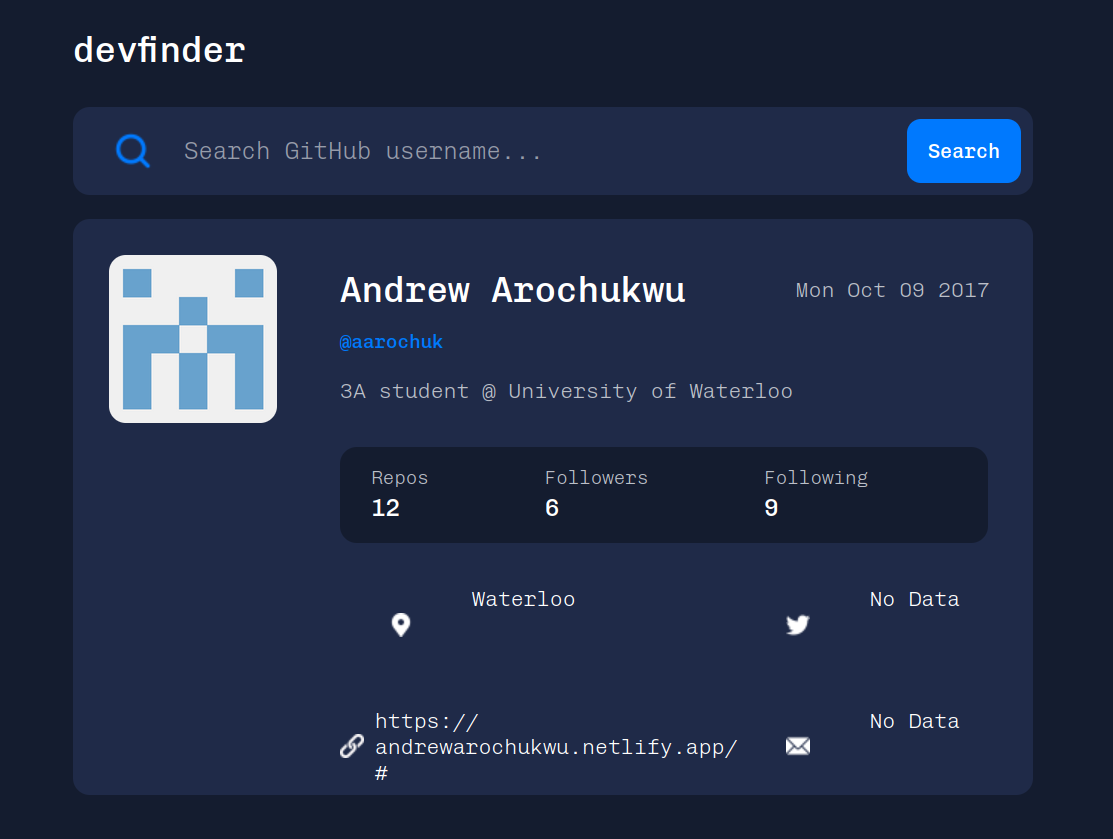 devfinder
Search GitHub username...
Search
Andrew Arochukwu
Mon Oct 09 2017
@aarochuk
3A student @ University of Waterloo
Repos
Followers
Following
12
6
9
Waterloo
No Data
https://
andrewarochukwu.netlify.app/
#
No Data